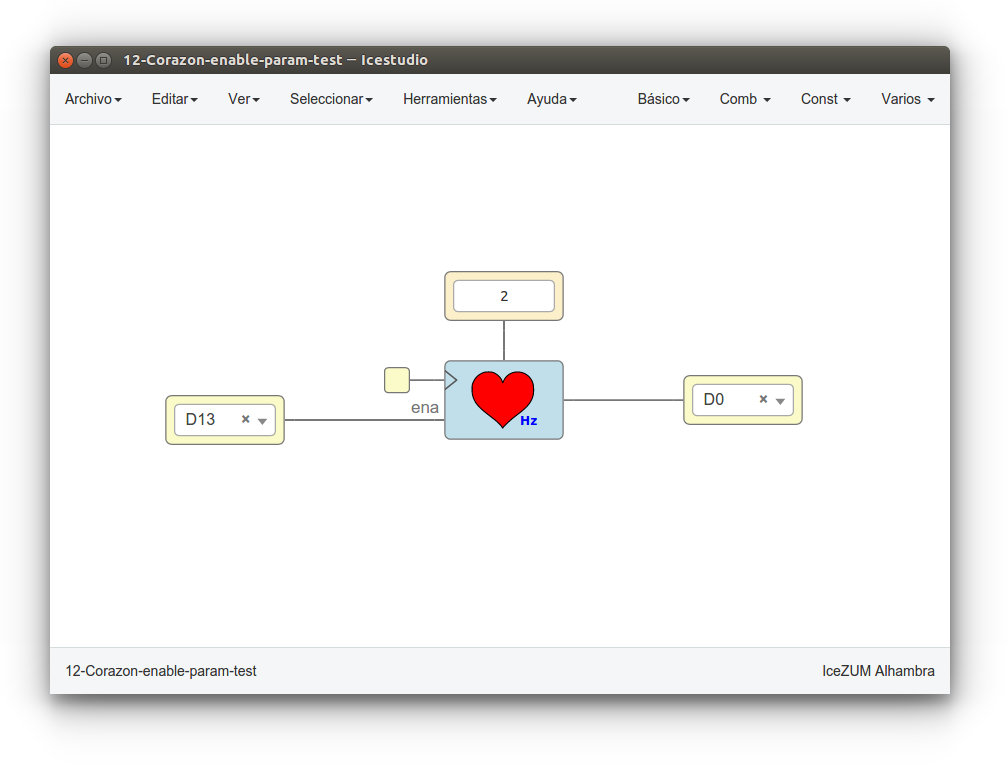 12-Corazon-enable-param-test – Icestudio
Archivo Editar Ver Seleccionar Herramientas Ayuda Básico Comb Const Varios
2
ena
Hz
D13 ×
D0 ×
12-Corazon-enable-param-test IceZUM Alhambra